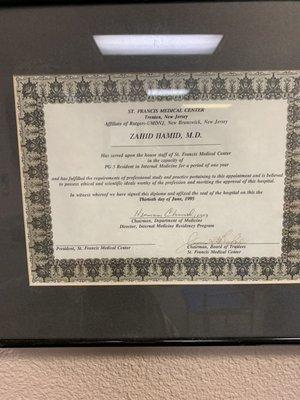 ST. FRANCIS MEDICAL CENTER
Trenton, New Jersey
Affiliate of Rutgers-UMDNJ, New Brunswick, New Jersey
ZAHID HAMID, M.D.
Has served upon the house staff of St. Francis Medical Center
in the capacity of
PG 3 Resident in Internal Medicine for a period of one year
and has fulfilled the requirements of professional study and practice pertaining to this appointment and is believed
to possess ethical and scientific ideals worthy of the profession and meriting the approval of this hospital.
In witness whereof we have signed this diploma and affixed the seal of the hospital on this the
Thirtieth day of June, 1995
Chairman, Department of Medicine
Director, Internal Medicine Residency Program
President, St. Francis Medical Center
Chairman, Board of Trustees
St. Francis Medical Center